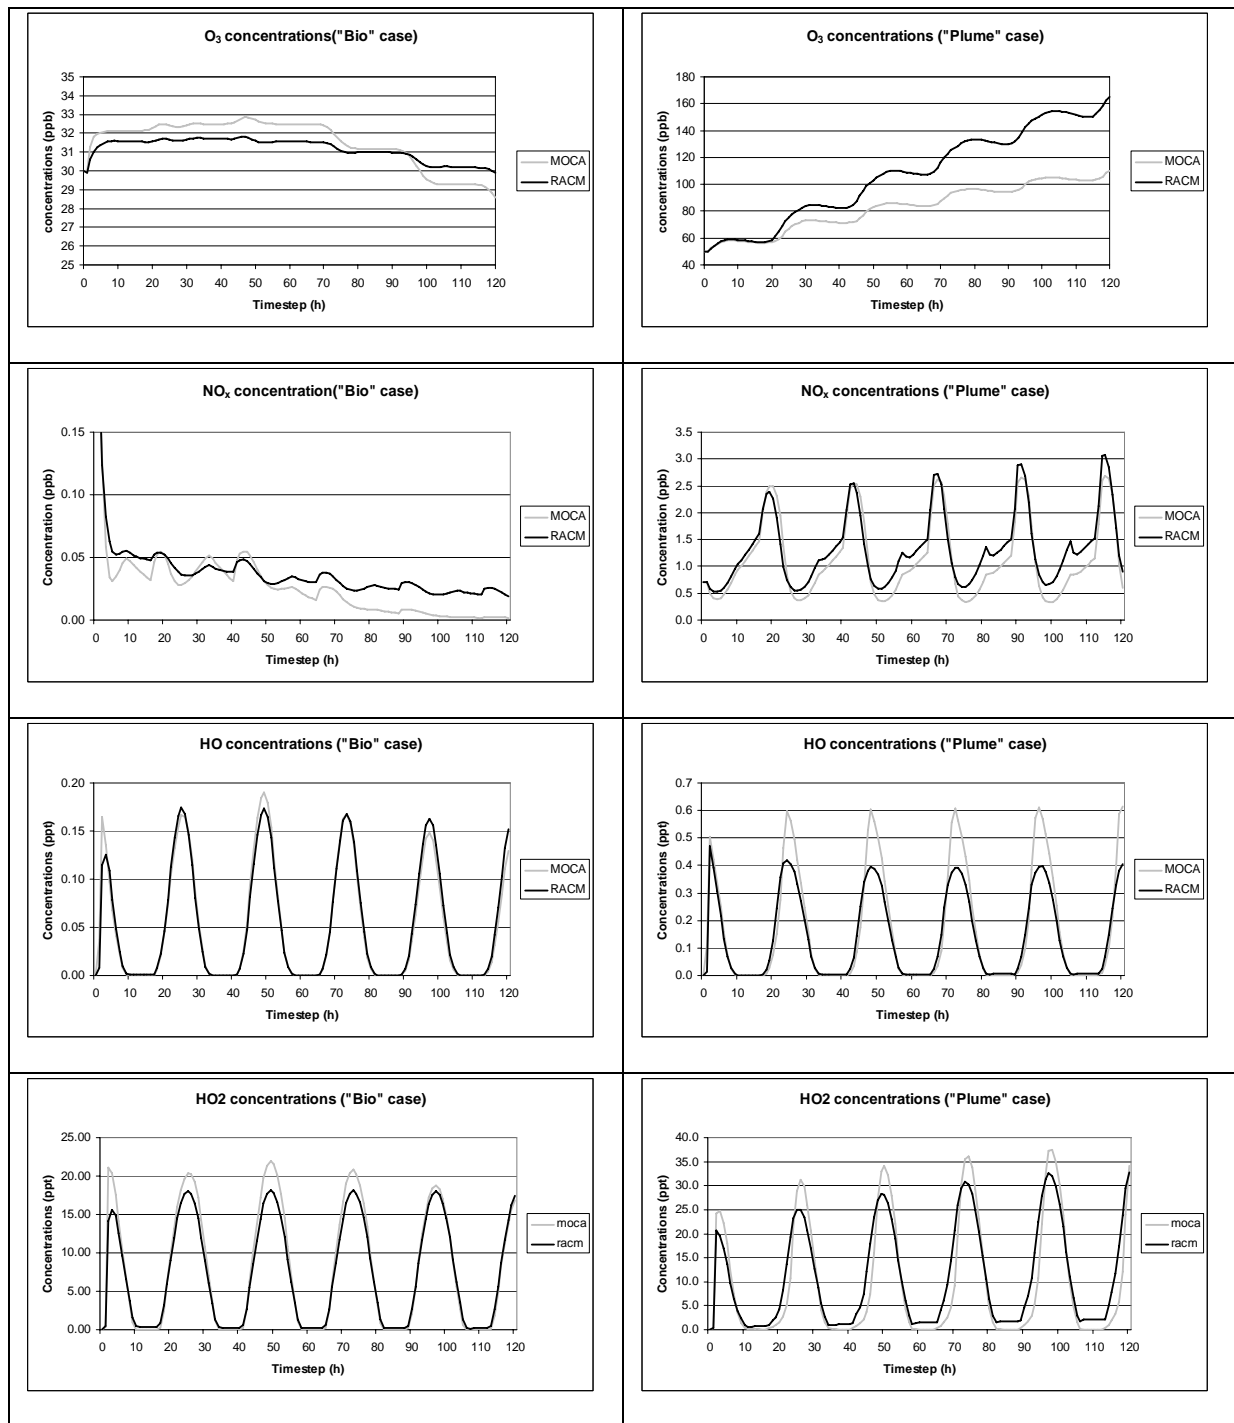 O₃ concentrations("Bio" case)
concentrations (ppb)
35
34
33
32
31
30
29
28
27
26
25
0 10 20 30 40 50 60 70 80 90 100 110 120
Timestep (h)
MOCA
RACM
O₃ concentrations ("Plume" case)
concentrations (ppb)
180
160
140
120
100
80
60
40
0 10 20 30 40 50 60 70 80 90 100 110 120
Timestep (h)
MOCA
RACM
NOₓ concentration("Bio" case)
Concentration (ppb)
0.15
0.10
0.05
0.00
0 10 20 30 40 50 60 70 80 90 100 110 120
Timestep (h)
MOCA
RACM
NOₓ concentrations ("Plume" case)
Concentration (ppb)
3.5
3.0
2.5
2.0
1.5
1.0
0.5
0.0
0 10 20 30 40 50 60 70 80 90 100 110 120
Timestep (h)
MOCA
RACM
HO concentrations ("Bio" case)
Concentrations (ppt)
0.20
0.15
0.10
0.05
0.00
0 10 20 30 40 50 60 70 80 90 100 110 120
Timestep (h)
MOCA
RACM
HO concentrations ("Plume" case)
Concentrations (ppt)
0.7
0.6
0.5
0.4
0.3
0.2
0.1
0.0
0 10 20 30 40 50 60 70 80 90 100 110 120
Timestep (h)
MOCA
RACM
HO2 concentrations ("Bio" case)
Concentrations (ppt)
25.00
20.00
15.00
10.00
5.00
0.00
0 10 20 30 40 50 60 70 80 90 100 110 120
Timestep (h)
moca
racm
HO2 concentrations ("Plume" case)
Concentrations (ppt)
40.0
35.0
30.0
25.0
20.0
15.0
10.0
5.0
0.0
0 10 20 30 40 50 60 70 80 90 100 110 120
Timestep (h)
moca
racm